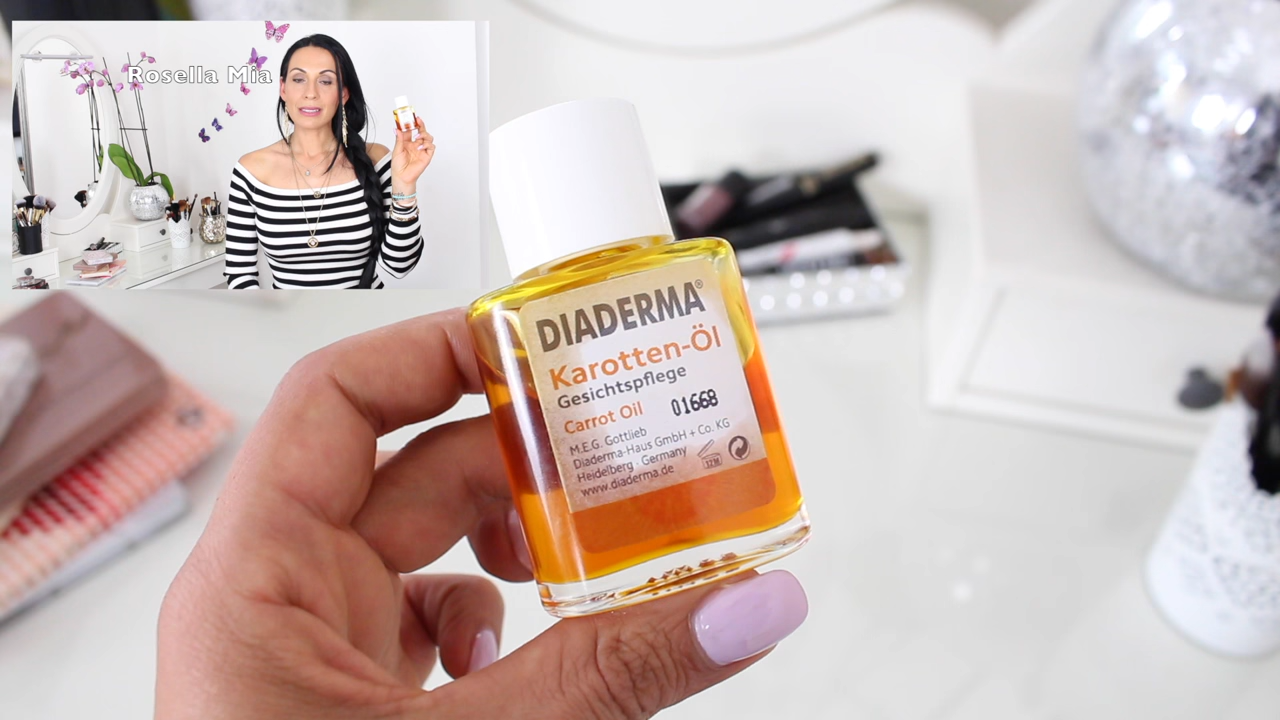 Rosella Mia
DIADERMA®
Karotten-Öl
Gesichtspflege
Carrot Oil 01668
M.E.G. Gottlieb
Diaderma-Haus GmbH + Co. KG
Heidelberg · Germany
www.diaderma.de
12M